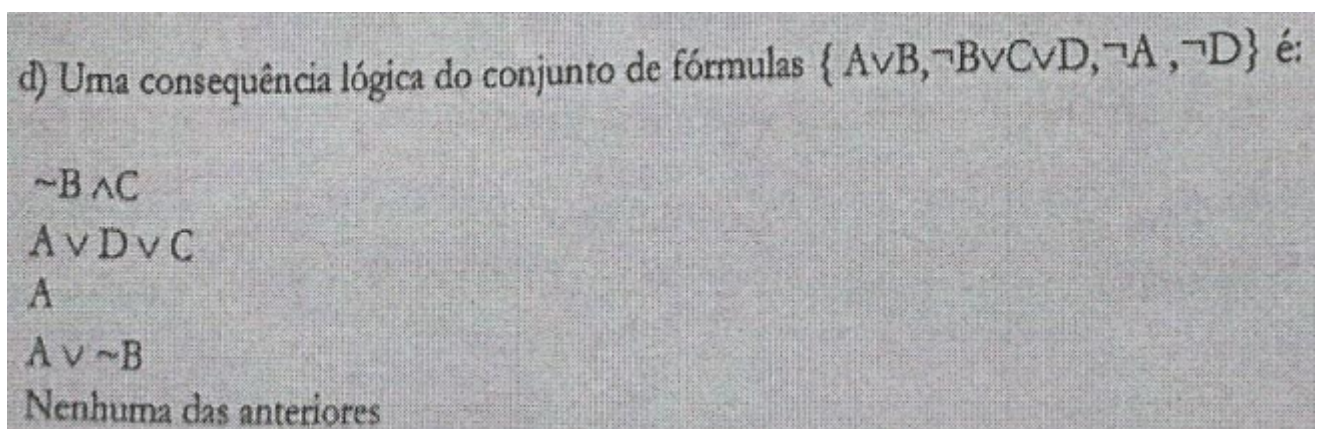 d) Uma consequência lógica do conjunto de fórmulas { A∨B,¬B∨C∨D,¬A ,¬D} é:
~B ∧C
A ∨ D ∨ C
A
A ∨ ~B
Nenhuma das anteriores